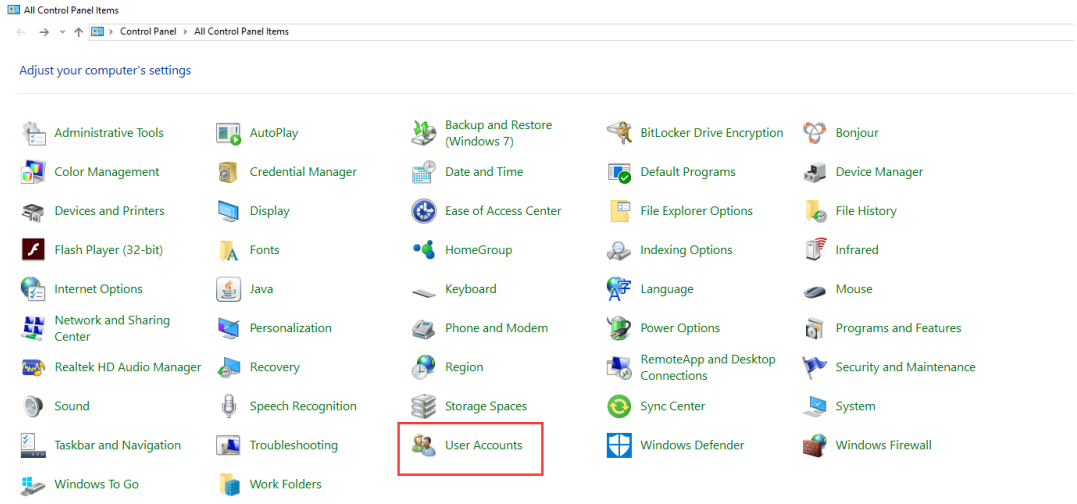 All Control Panel Items
Control Panel > All Control Panel Items
Adjust your computer's settings
Administrative Tools
AutoPlay
Backup and Restore
(Windows 7)
BitLocker Drive Encryption
Bonjour
Color Management
Credential Manager
Date and Time
Default Programs
Device Manager
Devices and Printers
Display
Ease of Access Center
File Explorer Options
File History
Flash Player (32-bit)
Fonts
HomeGroup
Indexing Options
Infrared
Internet Options
Java
Keyboard
Language
Mouse
Network and Sharing
Center
Personalization
Phone and Modem
Power Options
Programs and Features
Realtek HD Audio Manager
Recovery
Region
RemoteApp and Desktop
Connections
Security and Maintenance
Sound
Speech Recognition
Storage Spaces
Sync Center
System
Taskbar and Navigation
Troubleshooting
User Accounts
Windows Defender
Windows Firewall
Windows To Go
Work Folders